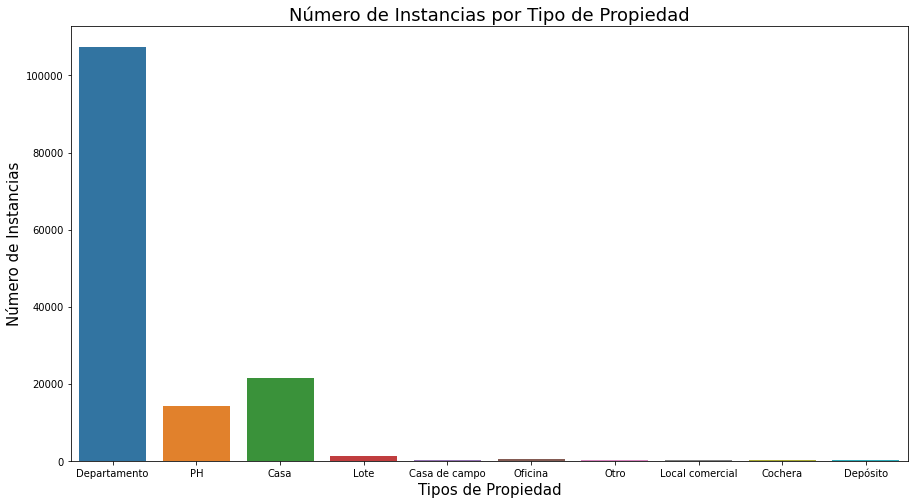 Número de Instancias por Tipo de Propiedad
Número de Instancias
100000
80000
60000
40000
20000
0
Departamento PH Casa Lote Casa de campo Oficina Otro Local comercial Cochera Depósito
Tipos de Propiedad